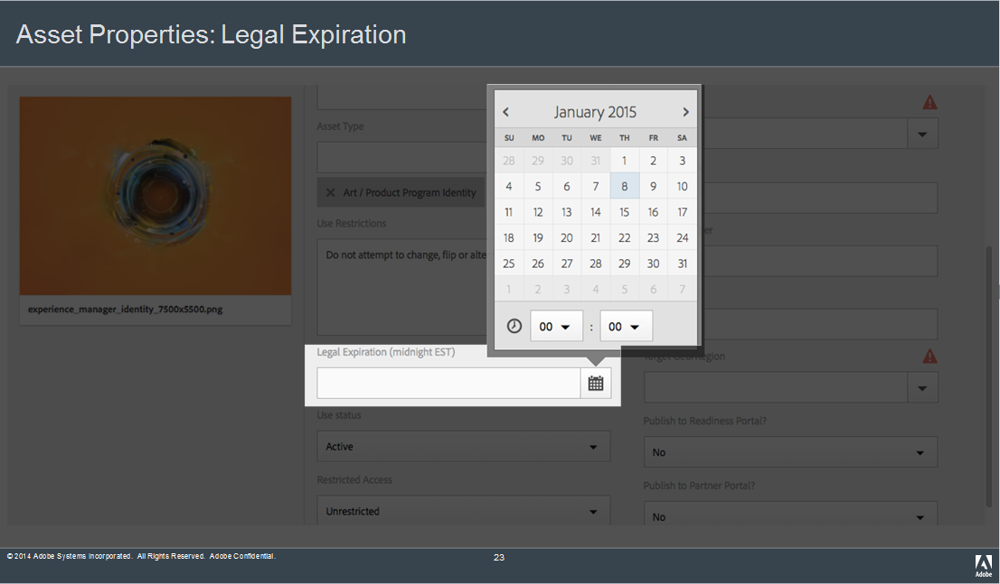 Asset Properties: Legal Expiration
experience_manager_identity_7500x5500.png
Asset Type
Art / Product Program Identity
Use Restrictions
Do not attempt to change, flip or alte
January 2015
SU MO TU WE TH FR SA
28 29 30 31 1 2 3
4 5 6 7 8 9 10
11 12 13 14 15 16 17
18 19 20 21 22 23 24
25 26 27 28 29 30 31
1 2 3 4 5 6 7
00 : 00
Legal Expiration (midnight EST)
Use status
Active
Restricted Access
Unrestricted
er
Target Geo/Region
Publish to Readiness Portal?
No
Publish to Partner Portal?
No
© 2014 Adobe Systems Incorporated. All Rights Reserved. Adobe Confidential.
23
Adobe